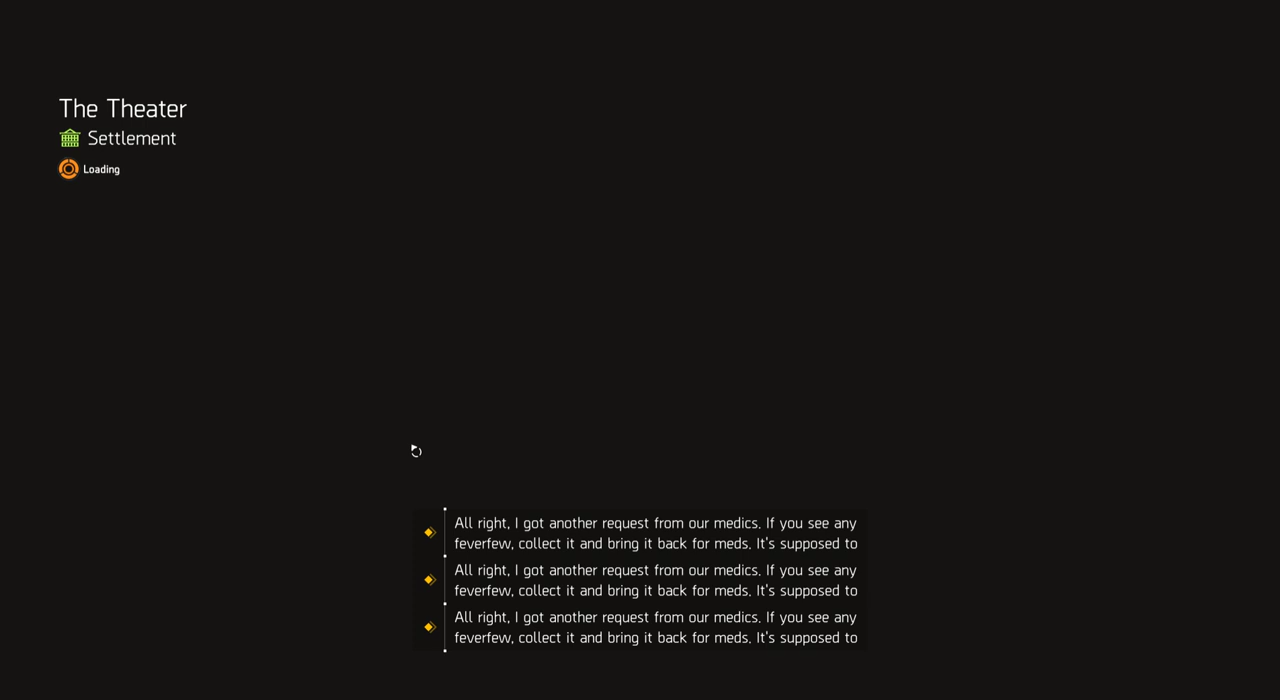 The Theater
Settlement
Loading
All right, I got another request from our medics. If you see any
feverfew, collect it and bring it back for meds. It's supposed to
All right, I got another request from our medics. If you see any
feverfew, collect it and bring it back for meds. It's supposed to
All right, I got another request from our medics. If you see any
feverfew, collect it and bring it back for meds. It's supposed to